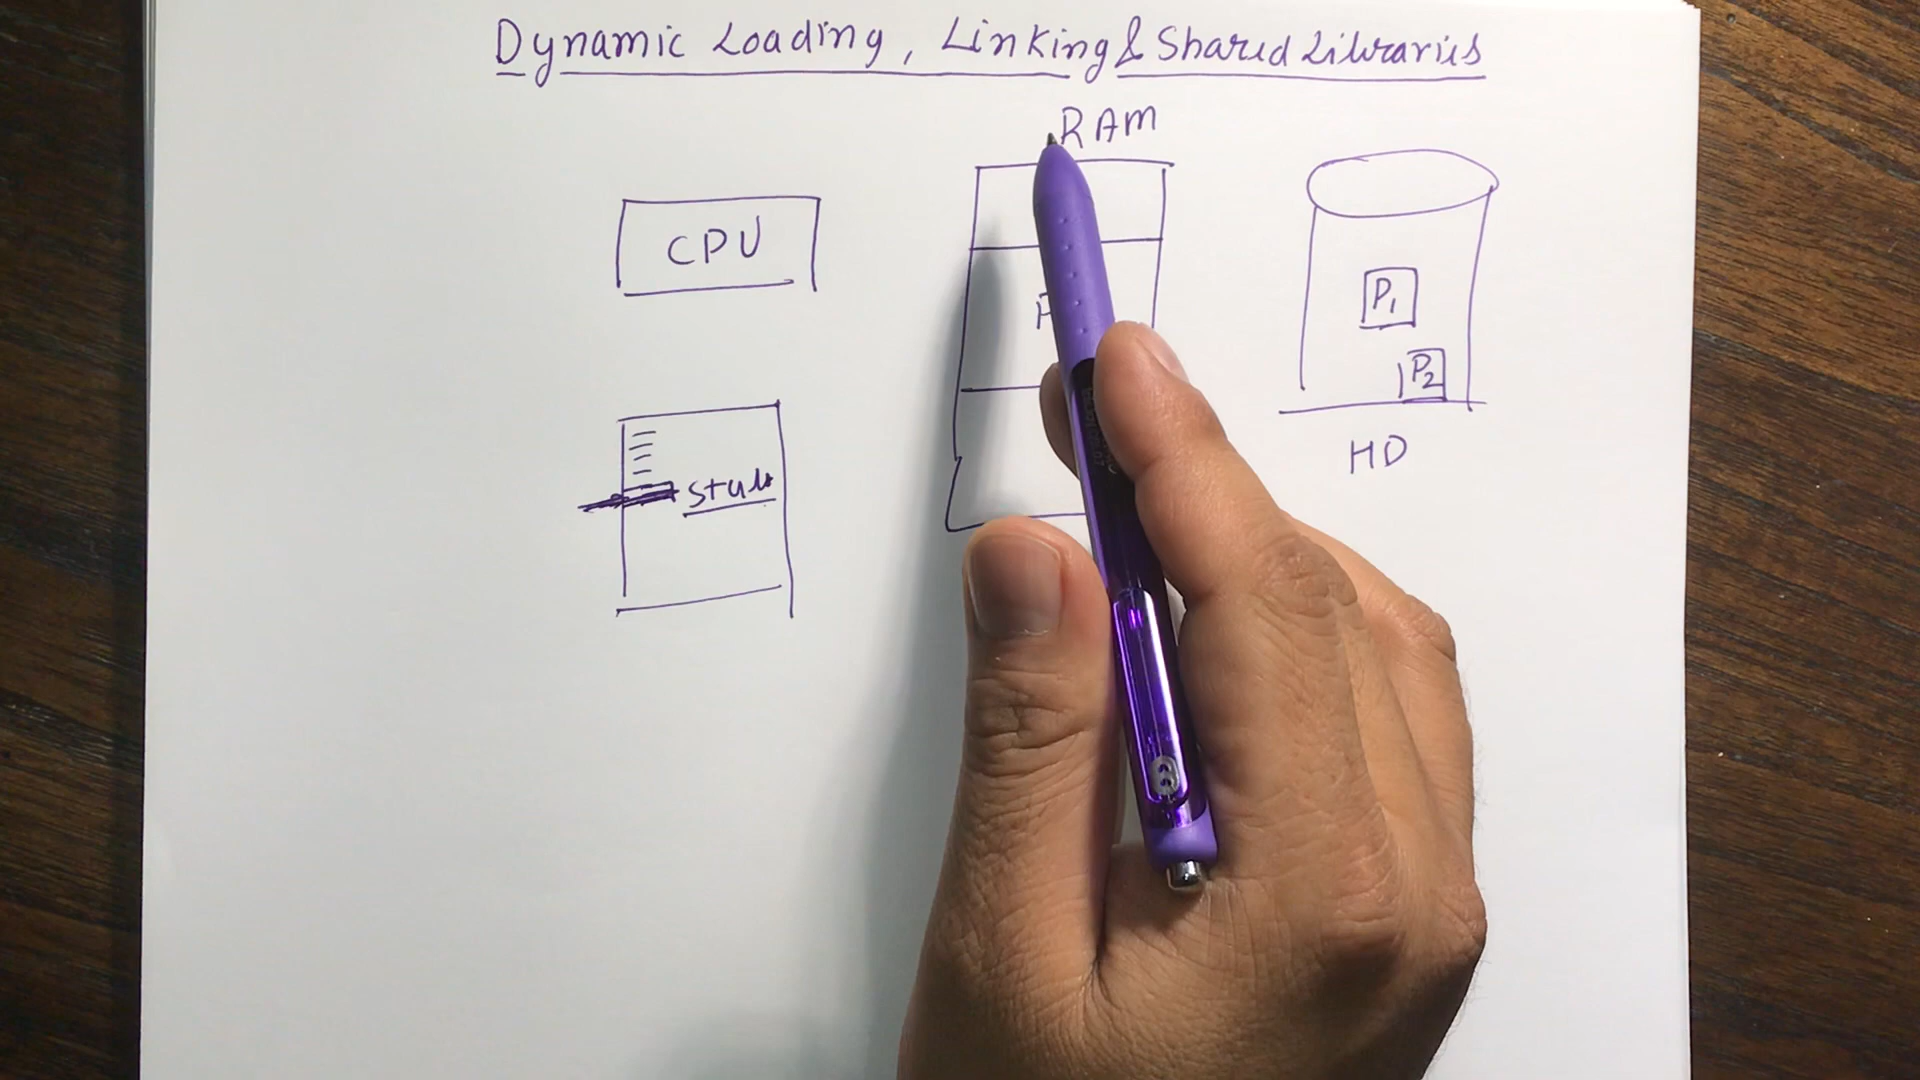 Dynamic Loading, Linking & Shared Libraries
RAM
CPU
P
P1
P2
HD
stub